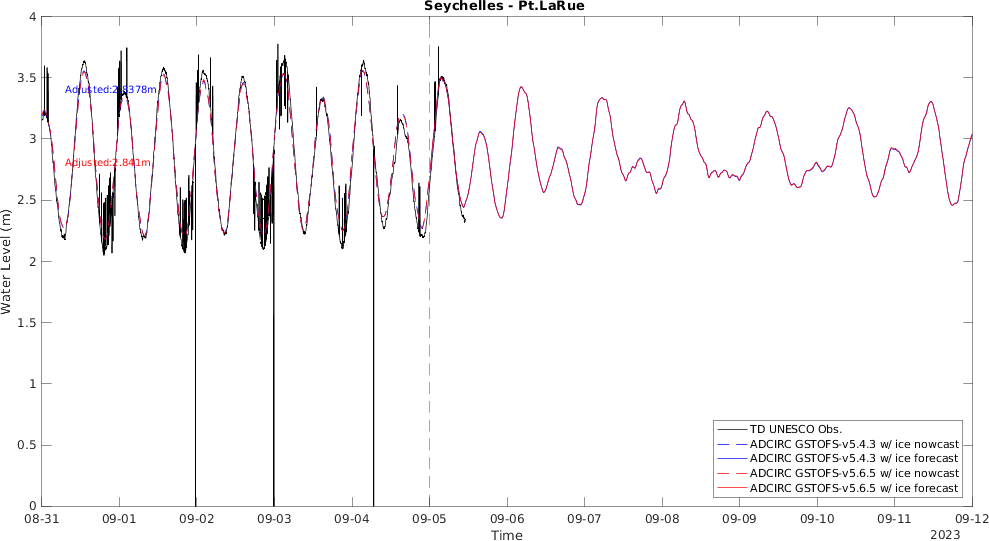 Seychelles - Pt.LaRue
4
3.5
3
2.5
2
1.5
1
0.5
0
Water Level (m)
Adjusted:2.8378m
Adjusted:2.841m
TD UNESCO Obs.
ADCIRC GSTOFS-v5.4.3 w/ ice nowcast
ADCIRC GSTOFS-v5.4.3 w/ ice forecast
ADCIRC GSTOFS-v5.6.5 w/ ice nowcast
ADCIRC GSTOFS-v5.6.5 w/ ice forecast
08-31 09-01 09-02 09-03 09-04 09-05 09-06 09-07 09-08 09-09 09-10 09-11 09-12
Time
2023